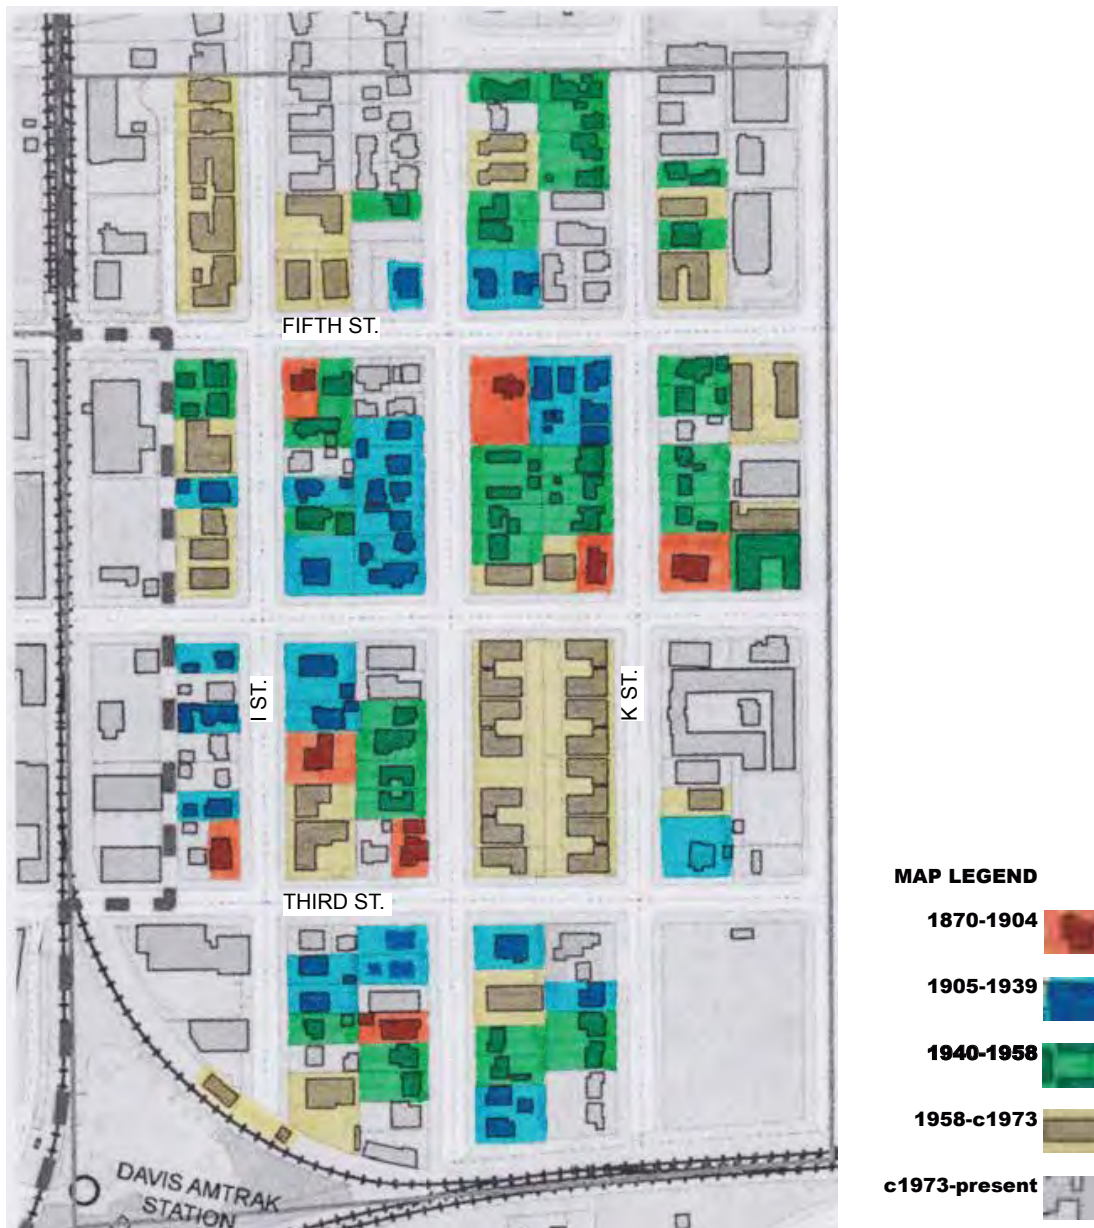 FIFTH ST.
I ST.
K ST.
THIRD ST.
DAVIS AMTRAK
STATION
MAP LEGEND
1870-1904
1905-1939
1940-1958
1958-c1973
c1973-present